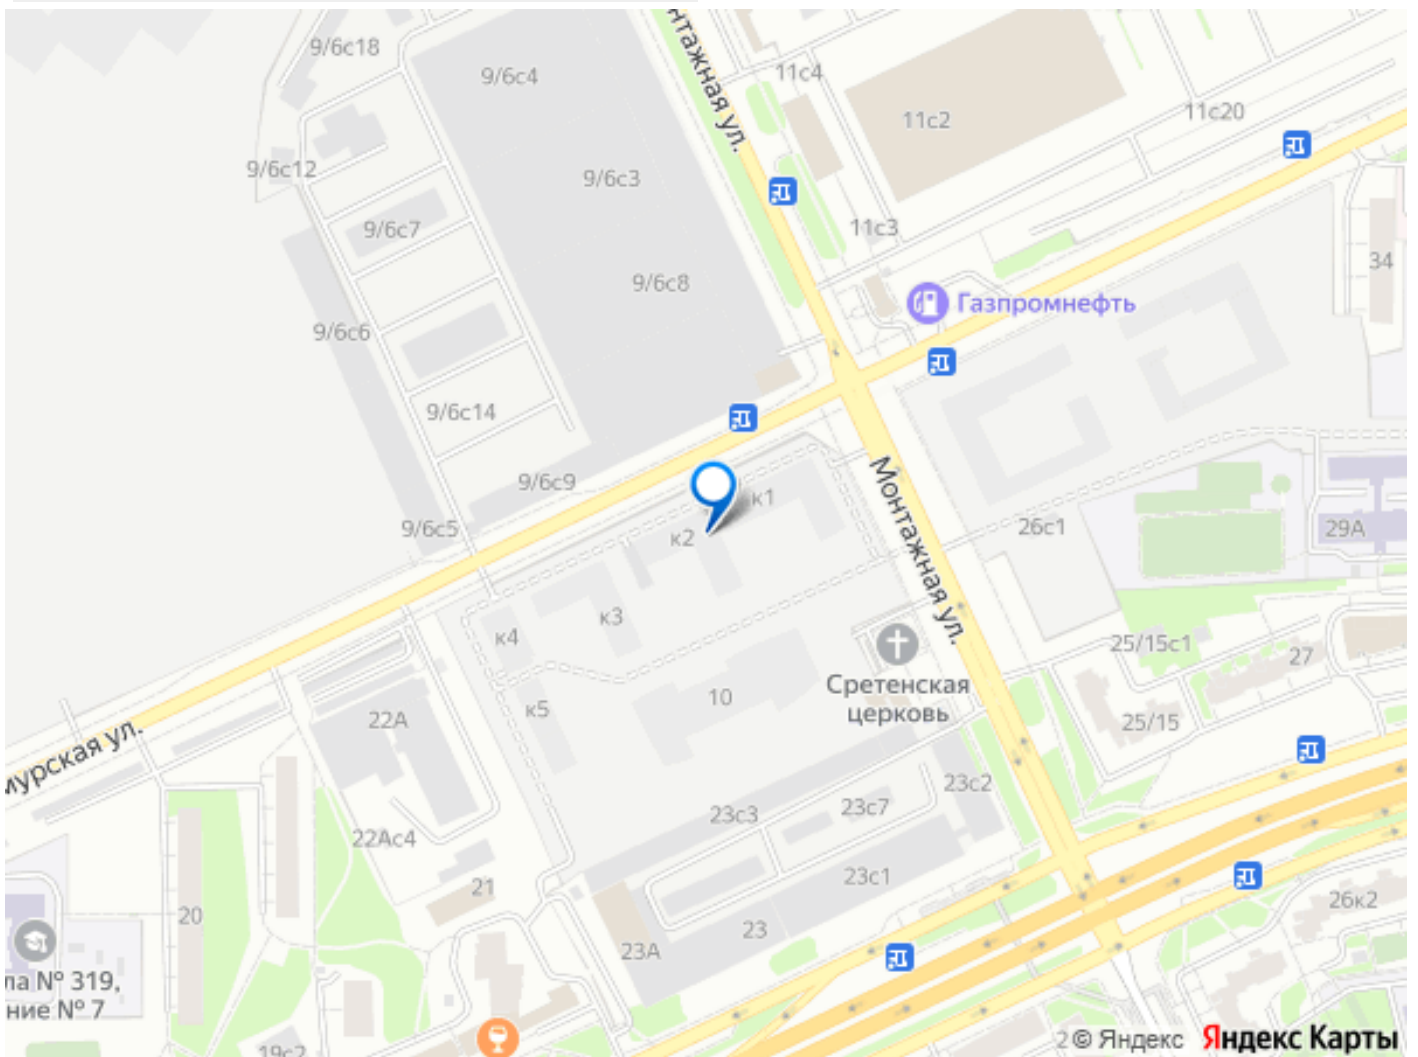 9/6с18
9/6с4
нтажная ул.
11с4
11с2
11с20
9/6с12
9/6с3
9/6с7
11с3
34
9/6с8
Газпромнефть
9/6с6
9/6с14
9/6с9
к1
Монтажная ул.
9/6с5
к2
26с1
29А
к3
к4
25/15с1
27
Сретенская
церковь
10
к5
22А
25/15
мурская ул.
23с2
23с7
23с3
22Ас4
23с1
21
26к2
20
23
23А
ла № 319,
ние № 7
19с2
2© Яндекс
Яндекс Карты